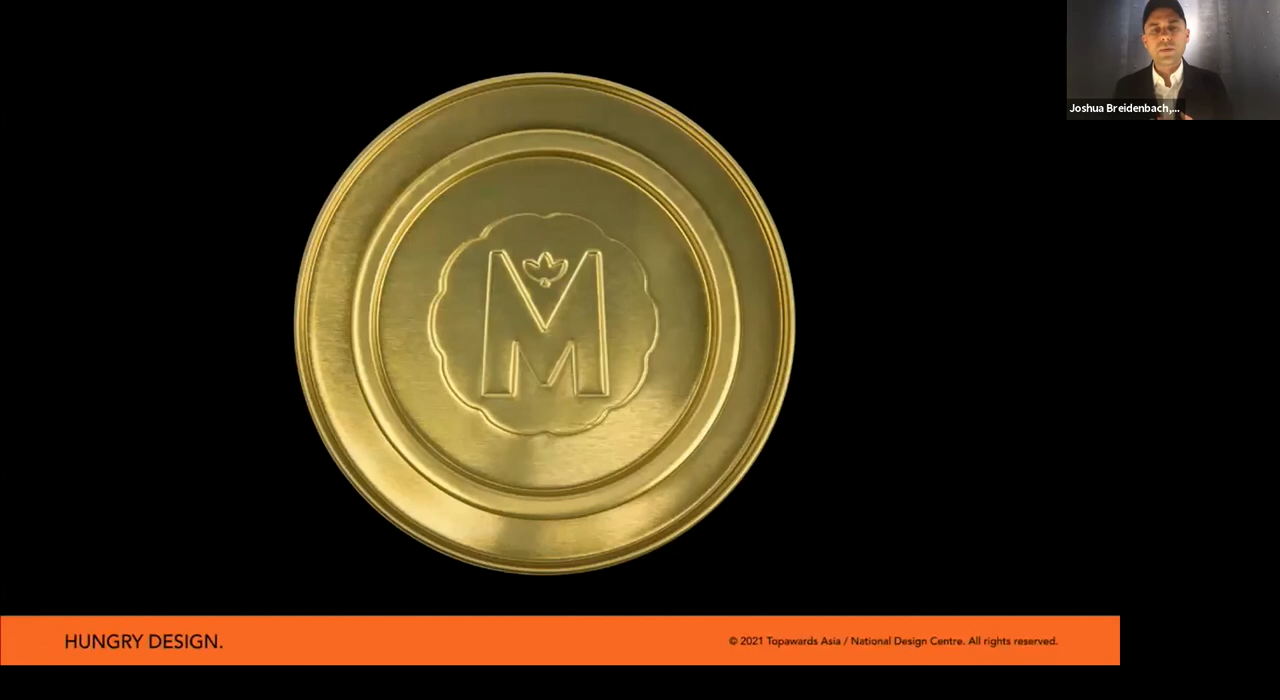 Joshua Breidenbach,...
M
HUNGRY DESIGN.
© 2021 Topawards Asia / National Design Centre. All rights reserved.